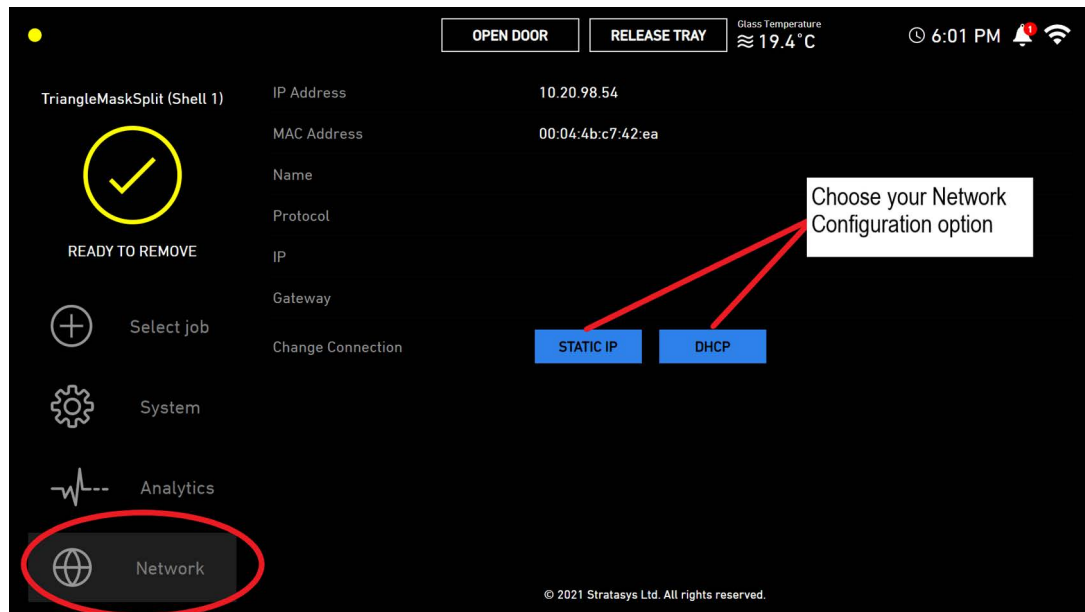 OPEN DOOR
RELEASE TRAY
Glass Temperature
19.4°C
6:01 PM
1
TriangleMaskSplit (Shell 1)
READY TO REMOVE
Select job
System
Analytics
Network
IP Address 10.20.98.54
MAC Address 00:04:4b:c7:42:ea
Name
Protocol
IP
Gateway
Change Connection STATIC IP DHCP
Choose your Network
Configuration option
© 2021 Stratasys Ltd. All rights reserved.